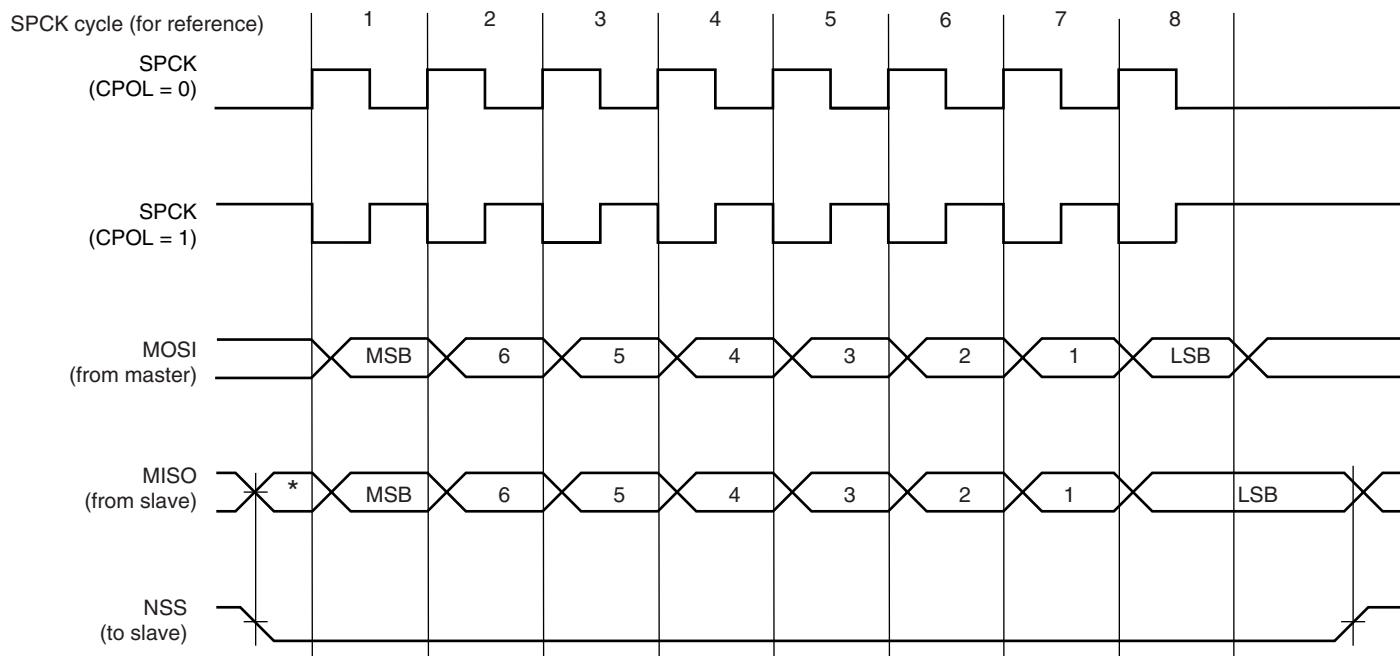 SPCK cycle (for reference) 1 2 3 4 5 6 7 8
SPCK
(CPOL = 0)
SPCK
(CPOL = 1)
MOSI
(from master)
MSB 6 5 4 3 2 1 LSB
MISO
(from slave)
* MSB 6 5 4 3 2 1 LSB
NSS
(to slave)